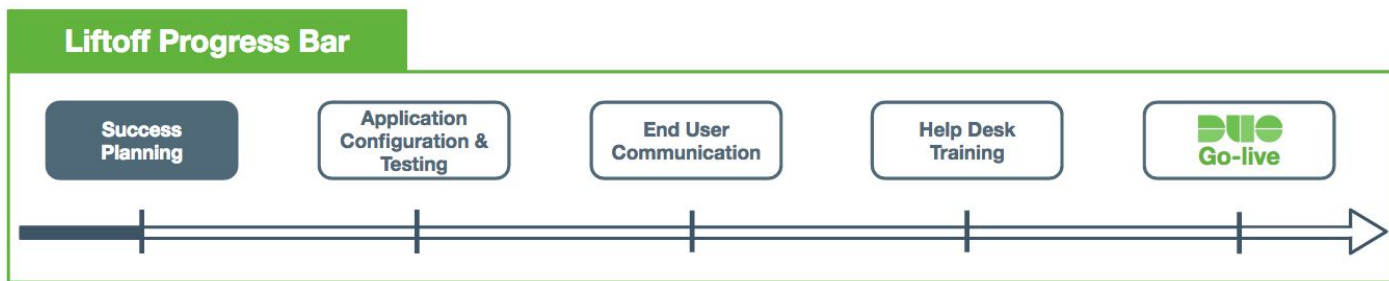 Liftoff Progress Bar
Success
Planning
Application
Configuration &
Testing
End User
Communication
Help Desk
Training
DUO
Go-live